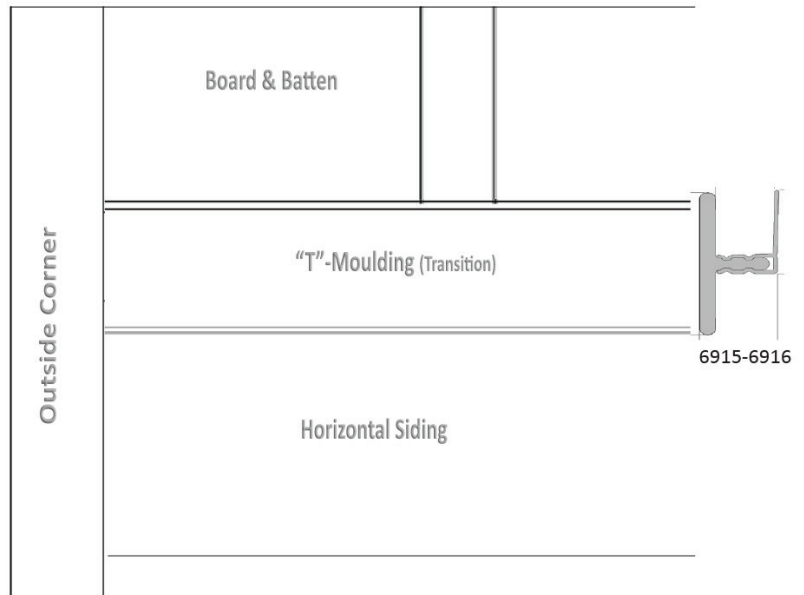 Board & Batten
Outside Corner
“T”-Moulding (Transition)
6915-6916
Horizontal Siding